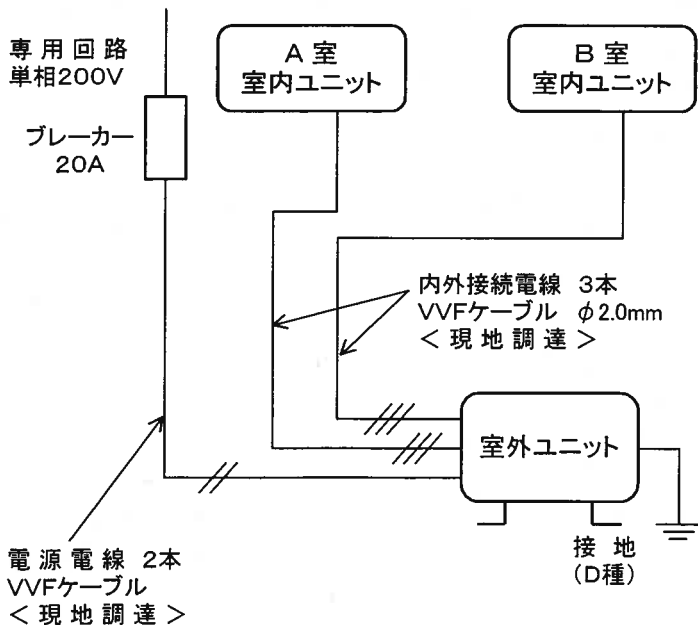 専用回路
単相200V
ブレーカー
20A
A 室
室内ユニット
B 室
室内ユニット
内外接続電線 3本
VVFケーブル φ2.0mm
＜現地調達＞
室外ユニット
接地
(D種)
電源電線 2本
VVFケーブル
＜現地調達＞